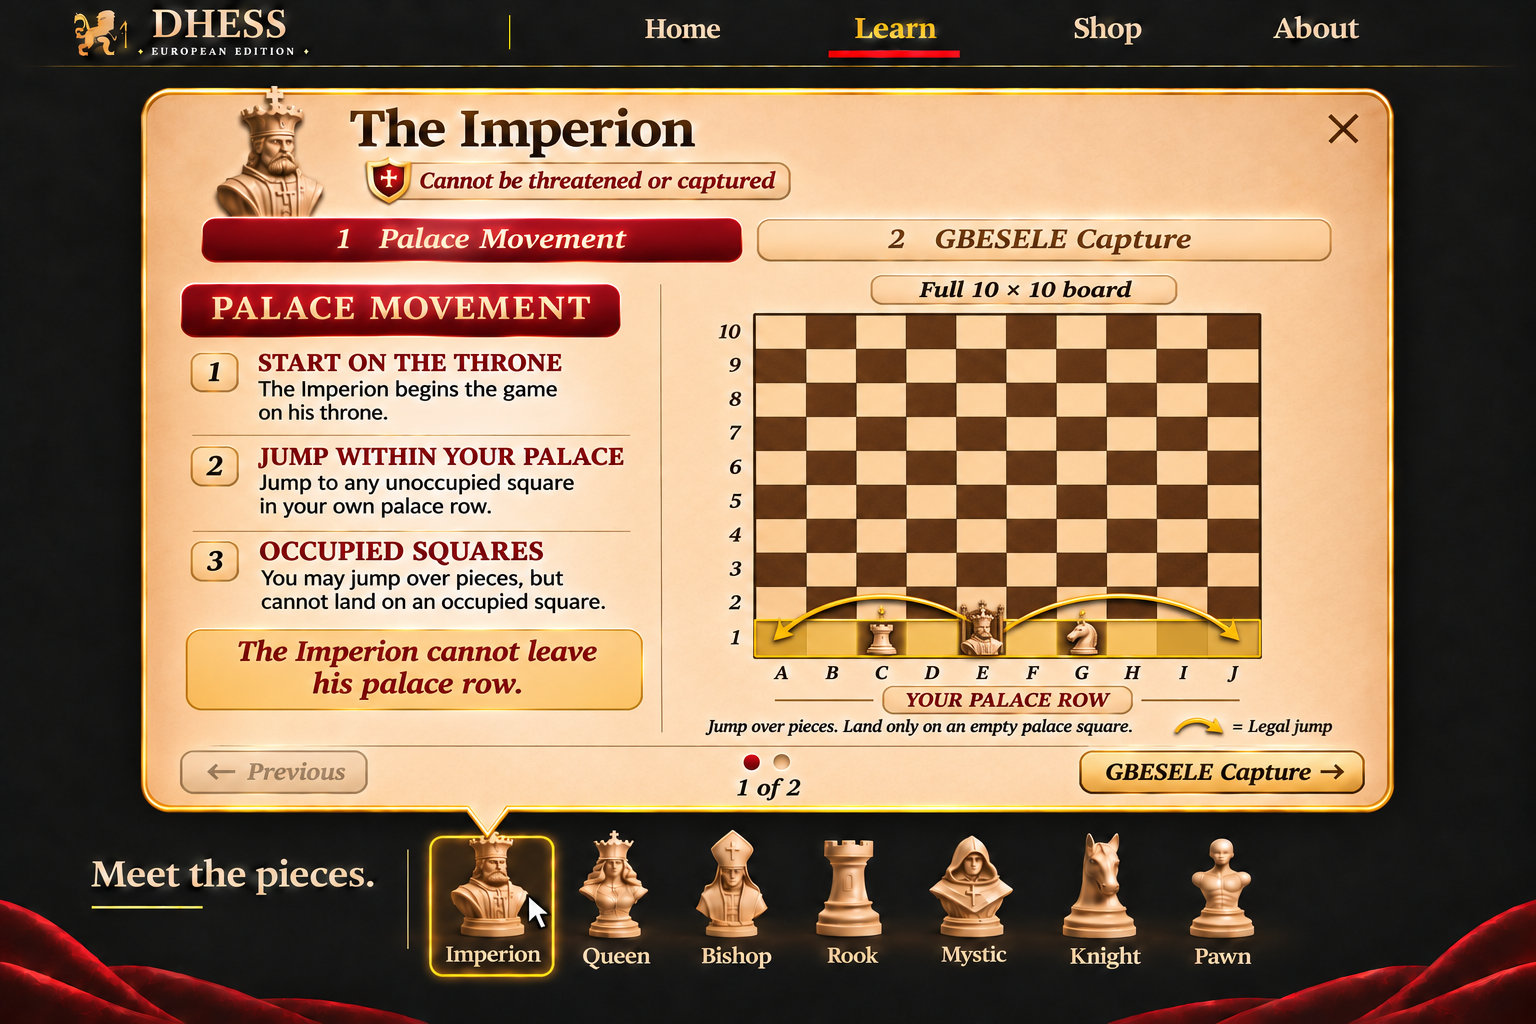 DHESS
EUROPEAN EDITION
Home
Learn
Shop
About
The Imperion
Cannot be threatened or captured
1 Palace Movement
2 GBESELE Capture
PALACE MOVEMENT
1
START ON THE THRONE
The Imperion begins the game
on his throne.
2
JUMP WITHIN YOUR PALACE
Jump to any unoccupied square
in your own palace row.
3
OCCUPIED SQUARES
You may jump over pieces, but
cannot land on an occupied square.
The Imperion cannot leave
his palace row.
Full 10 × 10 board
10
9
8
7
6
5
4
3
2
1
A B C D E F G H I J
YOUR PALACE ROW
Jump over pieces. Land only on an empty palace square.
= Legal jump
← Previous
1 of 2
GBESELE Capture →
Meet the pieces.
Imperion
Queen
Bishop
Rook
Mystic
Knight
Pawn